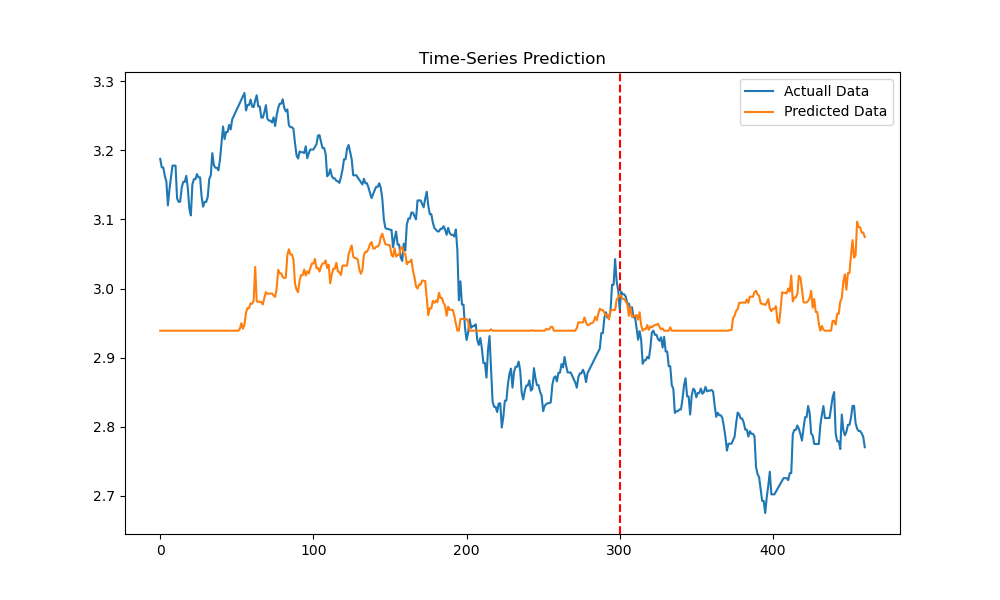 Time-Series Prediction
Actuall Data
Predicted Data
3.3
3.2
3.1
3.0
2.9
2.8
2.7
0 100 200 300 400